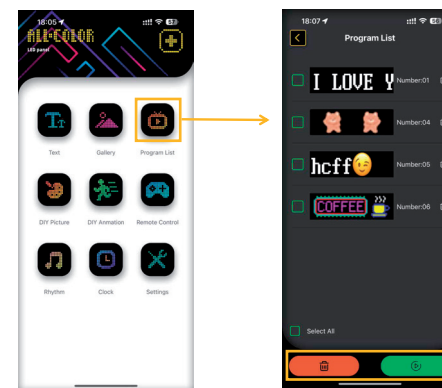 18:05
ALL-COLOR
LED panel
Text
Gallery
Program List
DIY Picture
DIY Anmation
Remote Control
Rhythm
Clock
Settings
18:07
Program List
I LOVE Y
Number:01
Number:04
hcff
Number:05
COFFEE
Number:06
Select All